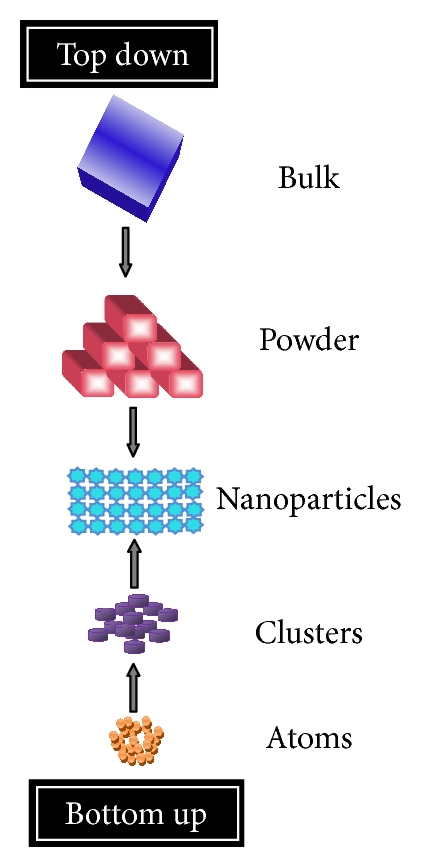 Top down
Bulk
Powder
Nanoparticles
Clusters
Atoms
Bottom up